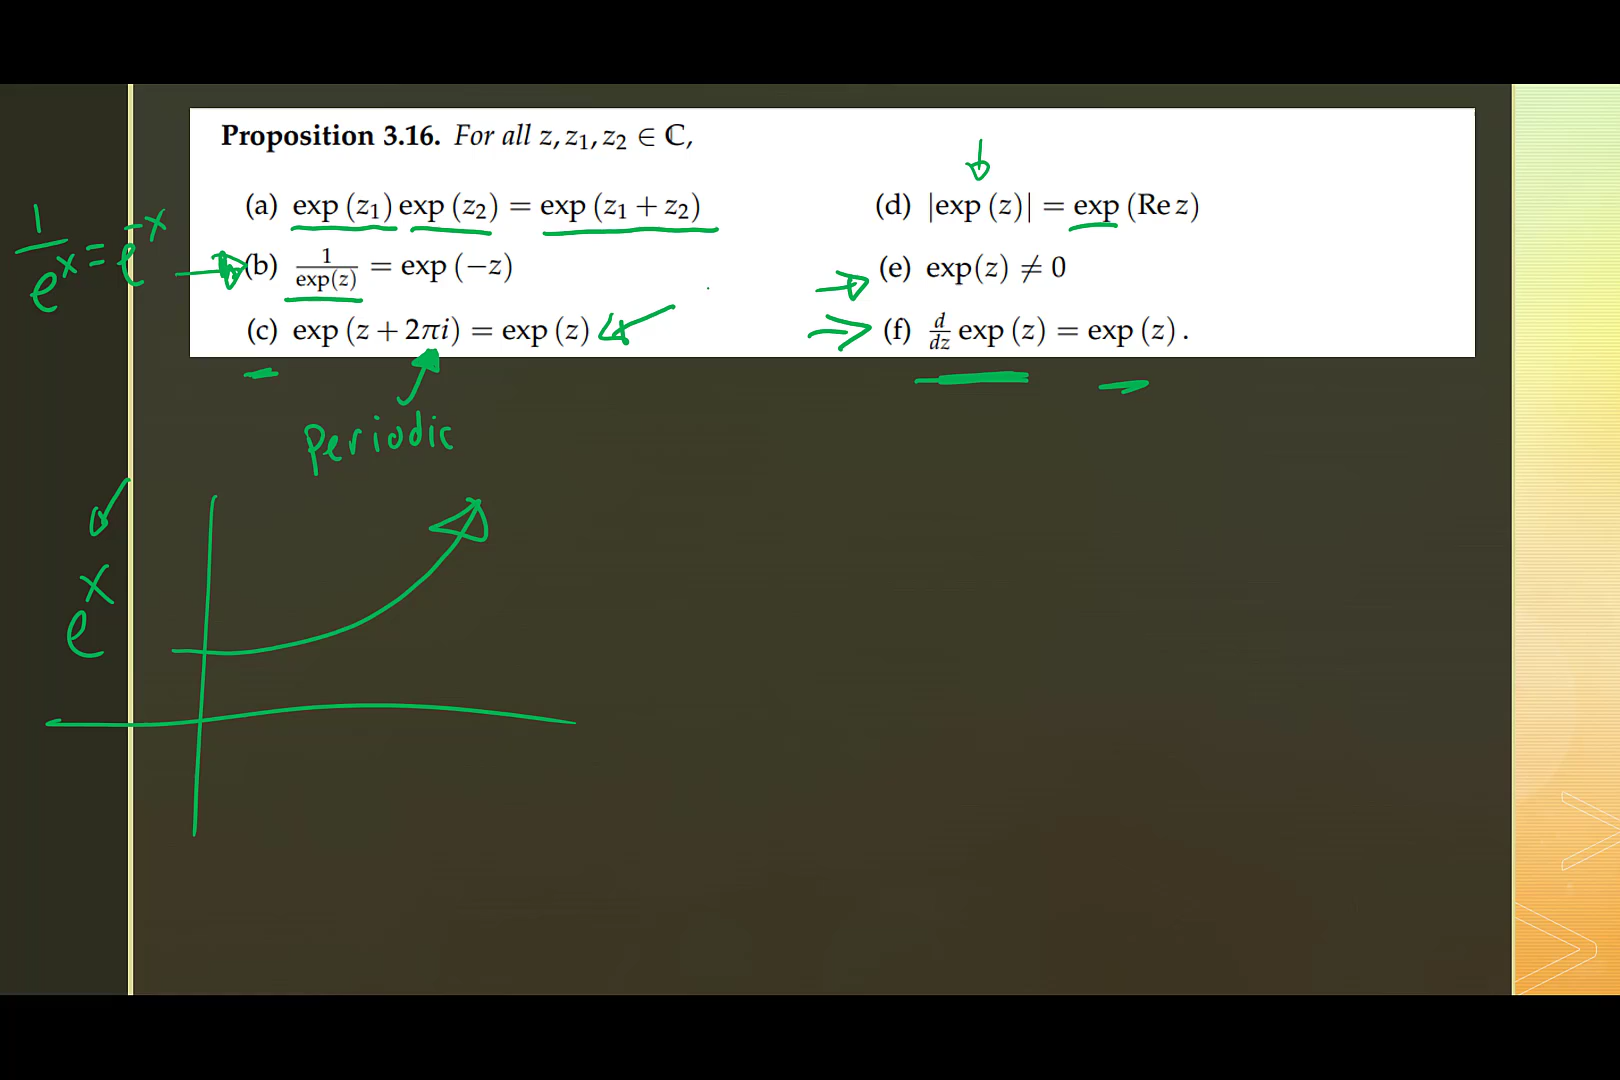 Proposition 3.16. For all z, z₁, z₂ ∈ ℂ,
(a) exp (z₁) exp (z₂) = exp (z₁ + z₂)
(b) 1/exp(z) = exp (−z)
(c) exp (z + 2πi) = exp (z)
(d) |exp (z)| = exp (Re z)
(e) exp(z) ≠ 0
(f) d/dz exp (z) = exp (z).
1/eˣ = e⁻ˣ
Periodic
eˣ